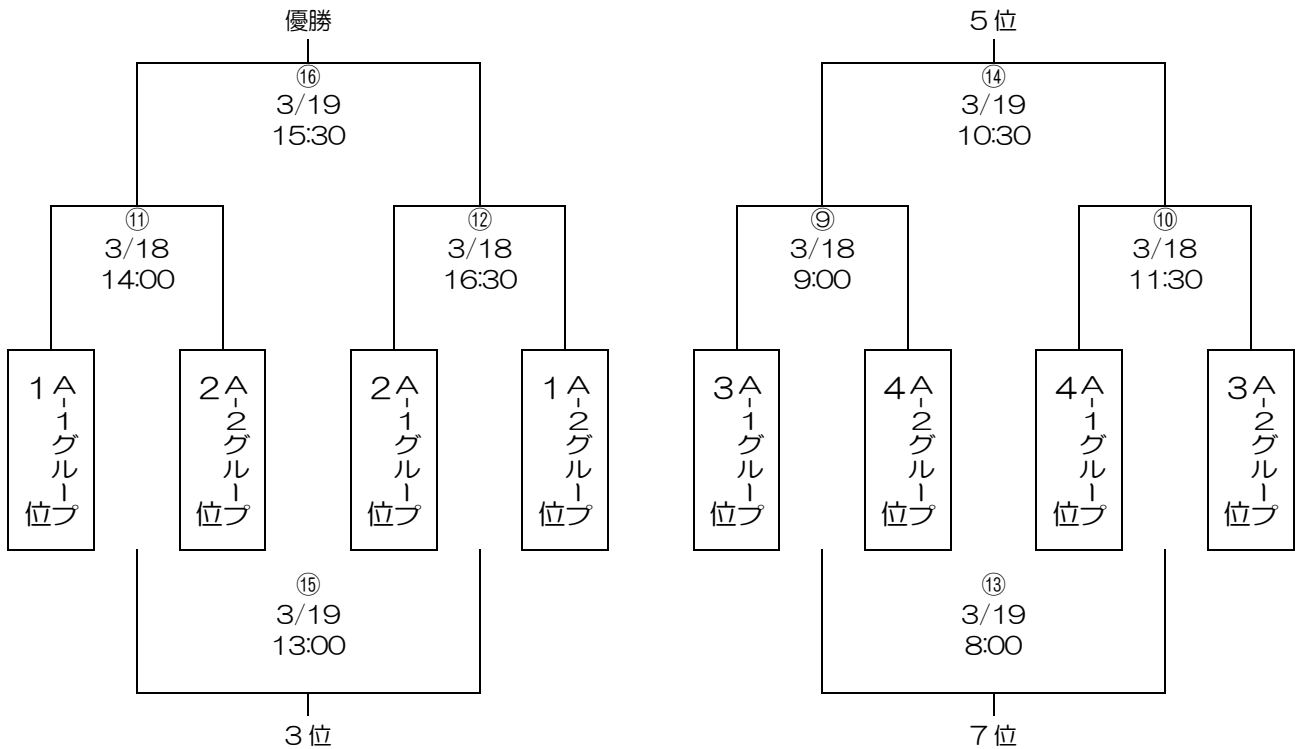 優勝
⑯
3/19
15:30
⑪
3/18
14:00
⑫
3/18
16:30
A-1グループ
1位
A-2グループ
2位
A-1グループ
2位
A-2グループ
1位
⑮
3/19
13:00
3位
5位
⑭
3/19
10:30
⑨
3/18
9:00
⑩
3/18
11:30
A-1グループ
3位
A-2グループ
4位
A-1グループ
4位
A-2グループ
3位
⑬
3/19
8:00
7位